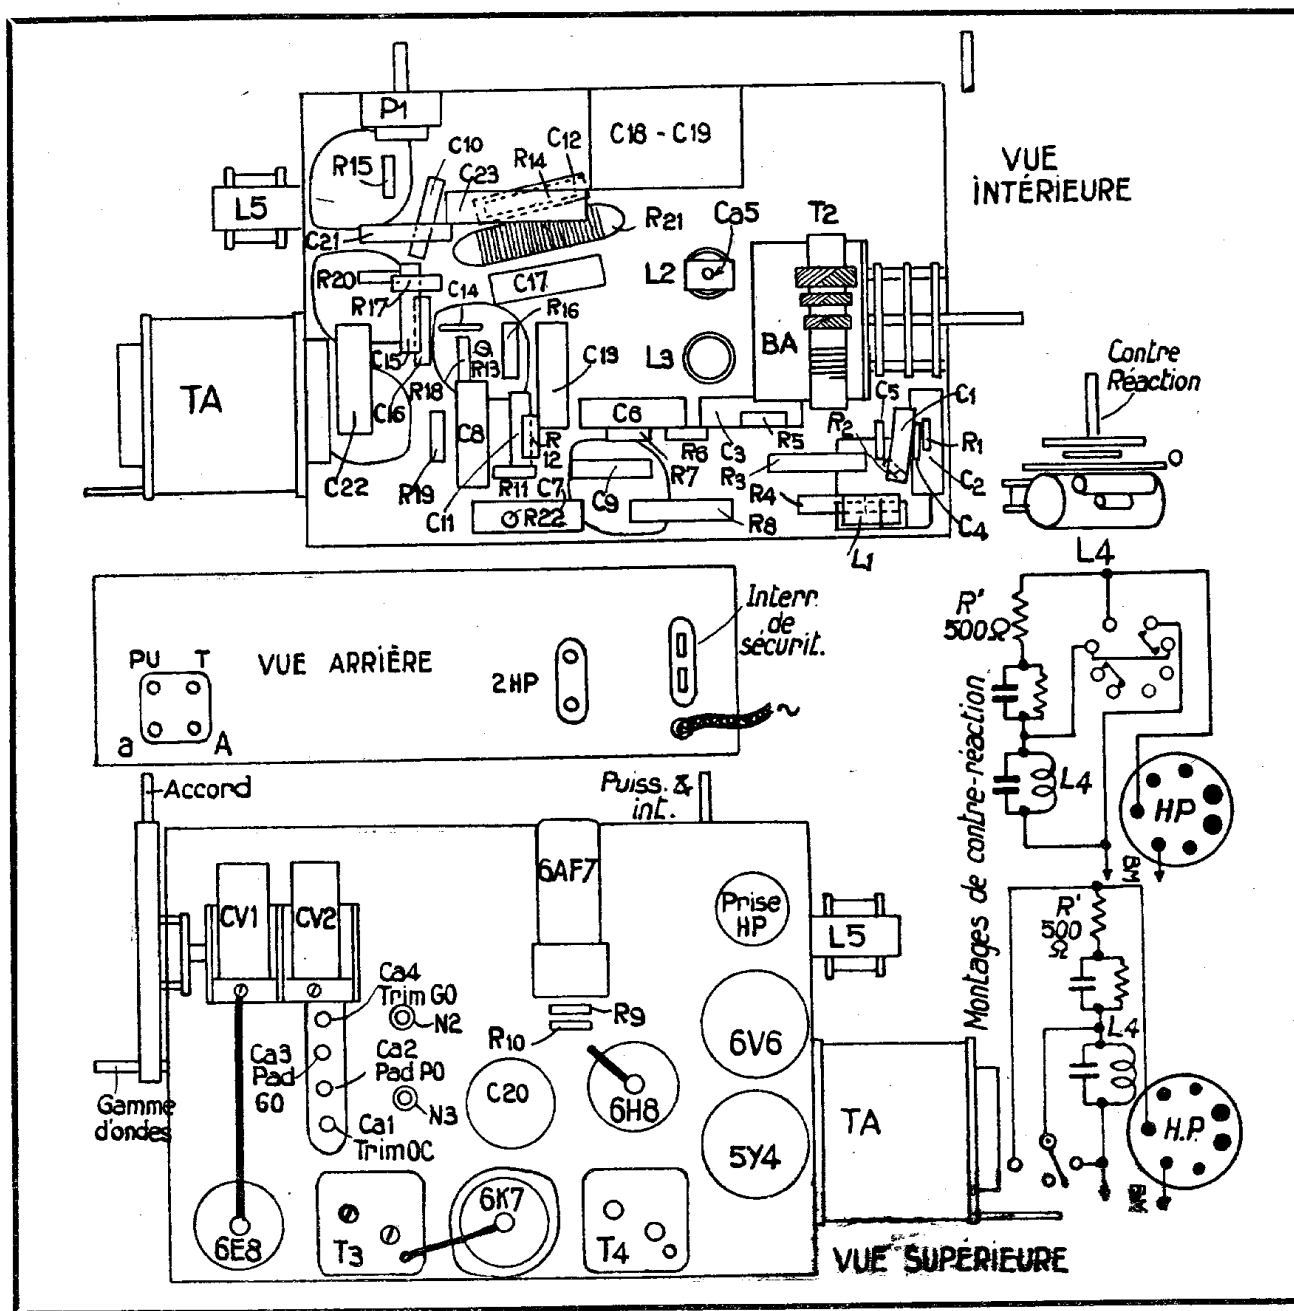 P1
C18 - C19
VUE
INTÉRIEURE
C10
C12
R14
C23
R15
L5
C21
R21
Ca5
T2
R20
R17
C14
C17
L2
R16
BA
L3
C13
TA
C15
R18
R13
C16
C22
R19
C8
C11
R
12
R11
C7
R22
C6
C9
R7
R6
C3
R5
R3
R4
R8
R2
C5
C1
R1
C2
C4
L1
Contre
Réaction
L4
VUE ARRIÈRE
PU T
a A
2HP
Interr.
de
sécurit.
~
R'
500Ω
L4
HP
BM
Montages de contre-réaction
R'
500
Ω
L4
H.P.
BM
Accord
Puiss. &
int.
CV1
CV2
6AF7
Prise
HP
L5
Ca4
Trim GO
N2
Ca3
Pad
GO
Ca2
Pad PO
N3
Ca1
Trim OC
R9
R10
C20
6H8
6V6
5Y4
TA
Gamme
d'ondes
6E8
T3
6K7
T4
VUE SUPÉRIEURE